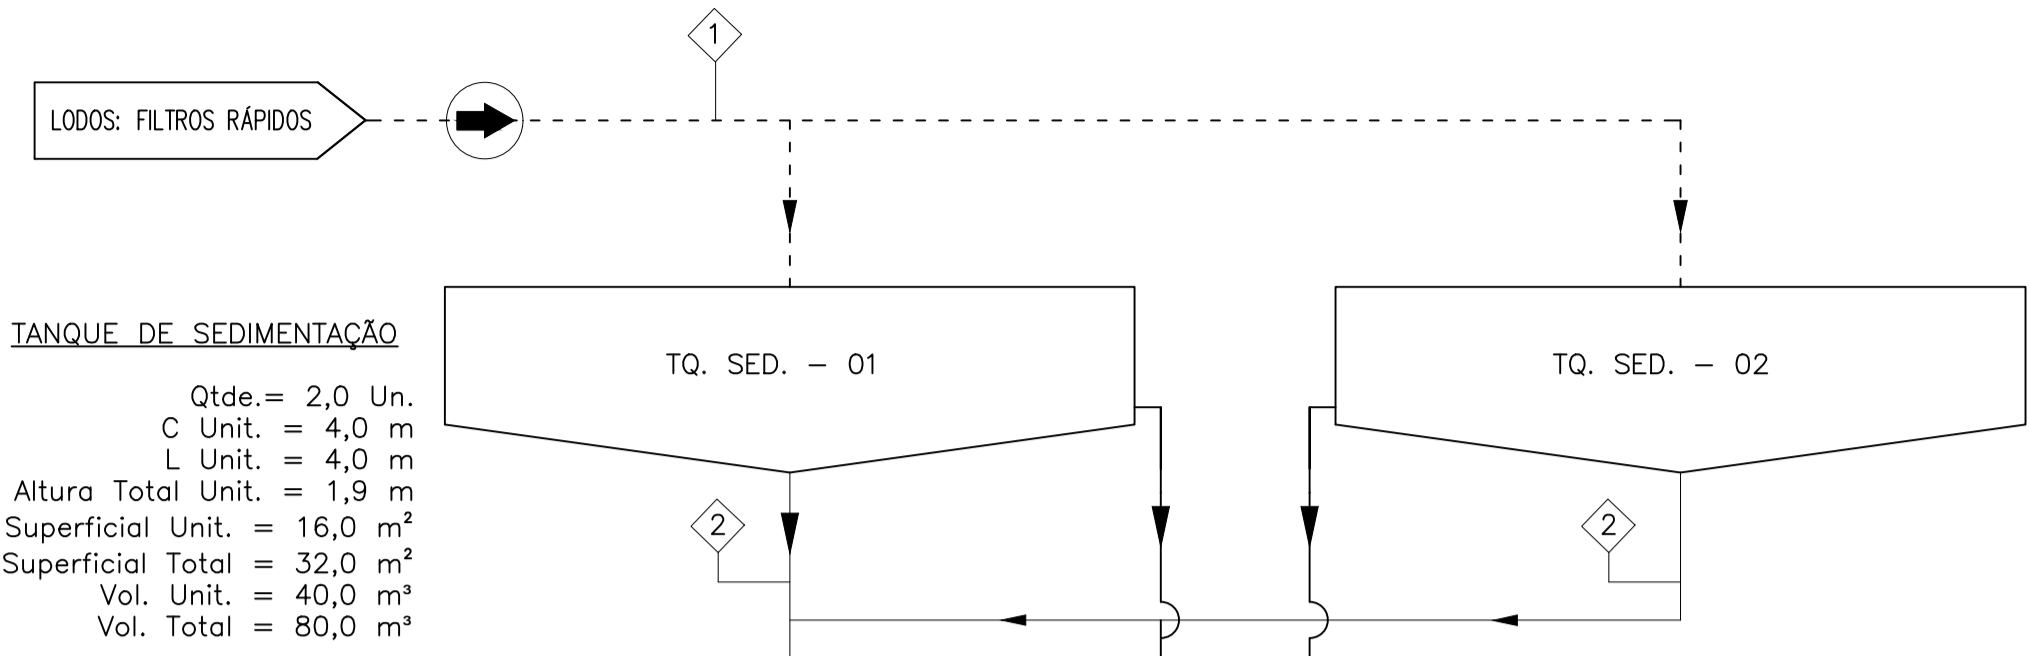 1
LODOS: FILTROS RÁPIDOS
TANQUE DE SEDIMENTAÇÃO
Qtde.= 2,0 Un.
C Unit. = 4,0 m
L Unit. = 4,0 m
Altura Total Unit. = 1,9 m
Superficial Unit. = 16,0 m²
Superficial Total = 32,0 m²
Vol. Unit. = 40,0 m³
Vol. Total = 80,0 m³
TQ. SED. – 01
TQ. SED. – 02
2
2